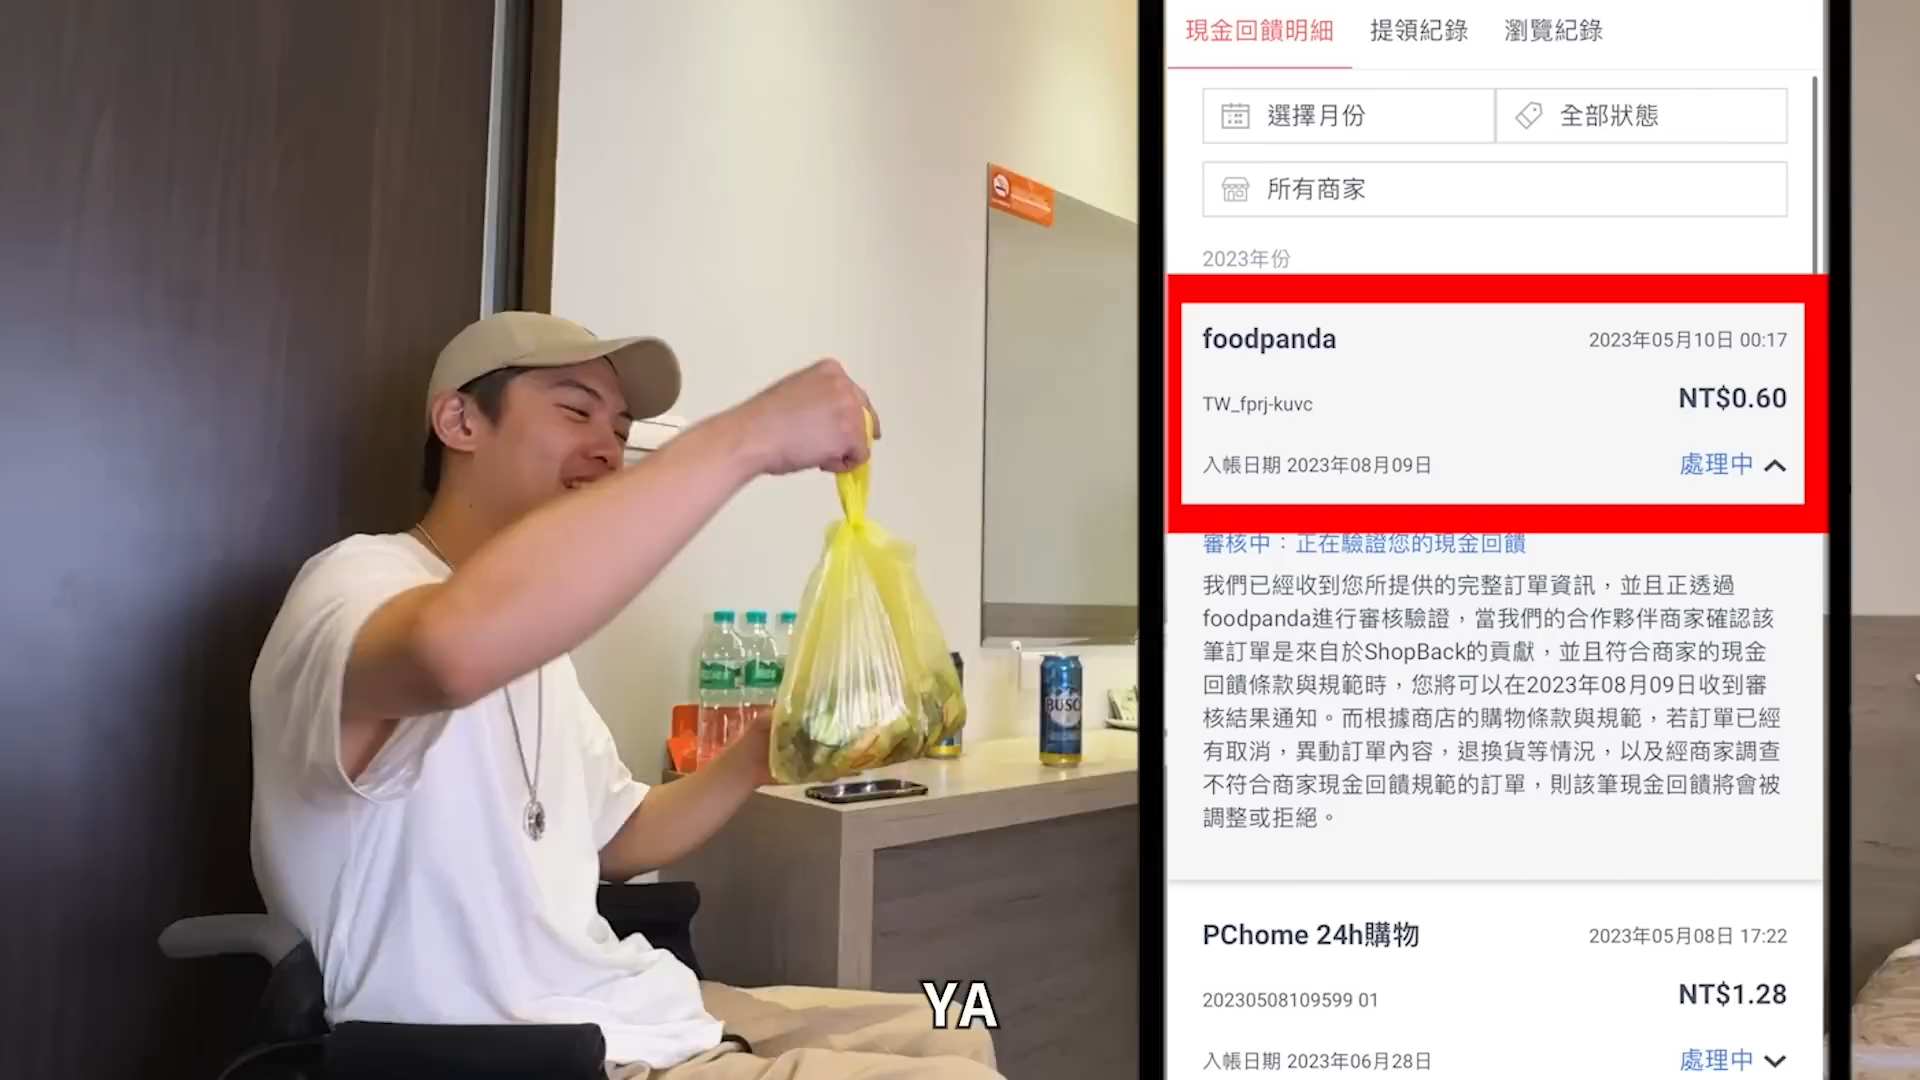 現金回饋明細 提領紀錄 瀏覽紀錄
選擇月份 全部狀態
所有商家
2023年份
foodpanda 2023年05月10日 00:17
TW_fprj-kuvc NT$0.60
入帳日期 2023年08月09日 處理中
審核中：正在驗證您的現金回饋
我們已經收到您所提供的完整訂單資訊，並且正透過
foodpanda進行審核驗證，當我們的合作夥伴商家確認該
筆訂單是來自於ShopBack的貢獻，並且符合商家的現金
回饋條款與規範時，您將可以在2023年08月09日收到審
核結果通知。而根據商店的購物條款與規範，若訂單已經
有取消，異動訂單內容，退換貨等情況，以及經商家調查
不符合商家現金回饋規範的訂單，則該筆現金回饋將會被
調整或拒絕。
PChome 24h購物 2023年05月08日 17:22
20230508109599 01 NT$1.28
入帳日期 2023年06月28日 處理中
BUSC
YA